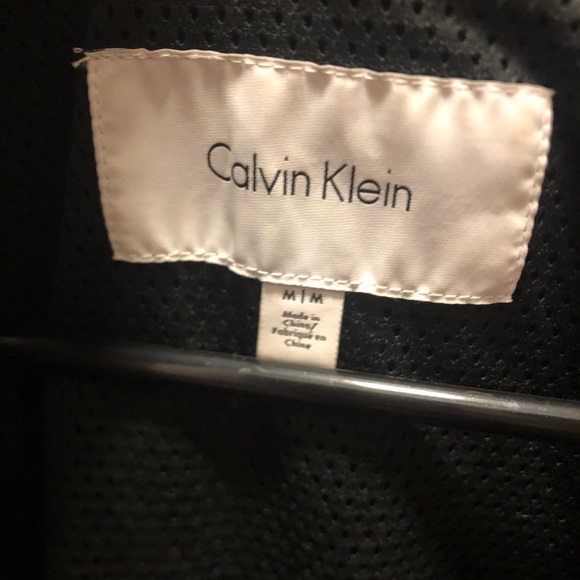 Calvin Klein
M|M
Made in
China/
Fabriqué en
Chine